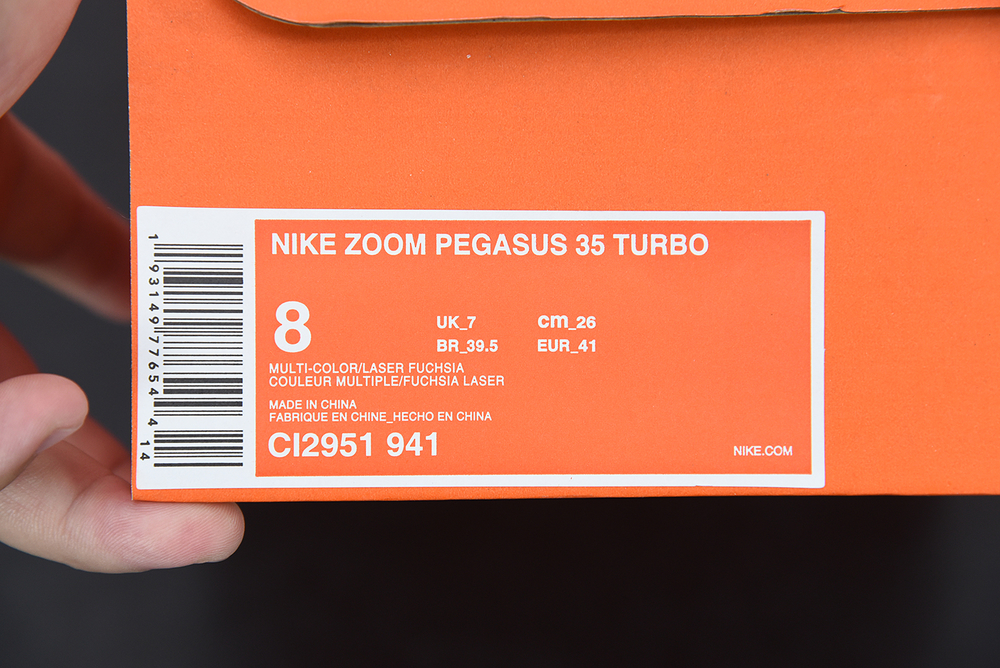 NIKE ZOOM PEGASUS 35 TURBO
8
UK_7 cm_26
BR_39.5 EUR_41
MULTI-COLOR/LASER FUCHSIA
COULEUR MULTIPLE/FUCHSIA LASER
MADE IN CHINA
FABRIQUE EN CHINE_HECHO EN CHINA
CI2951 941
NIKE.COM
1 93149 77654 4 14